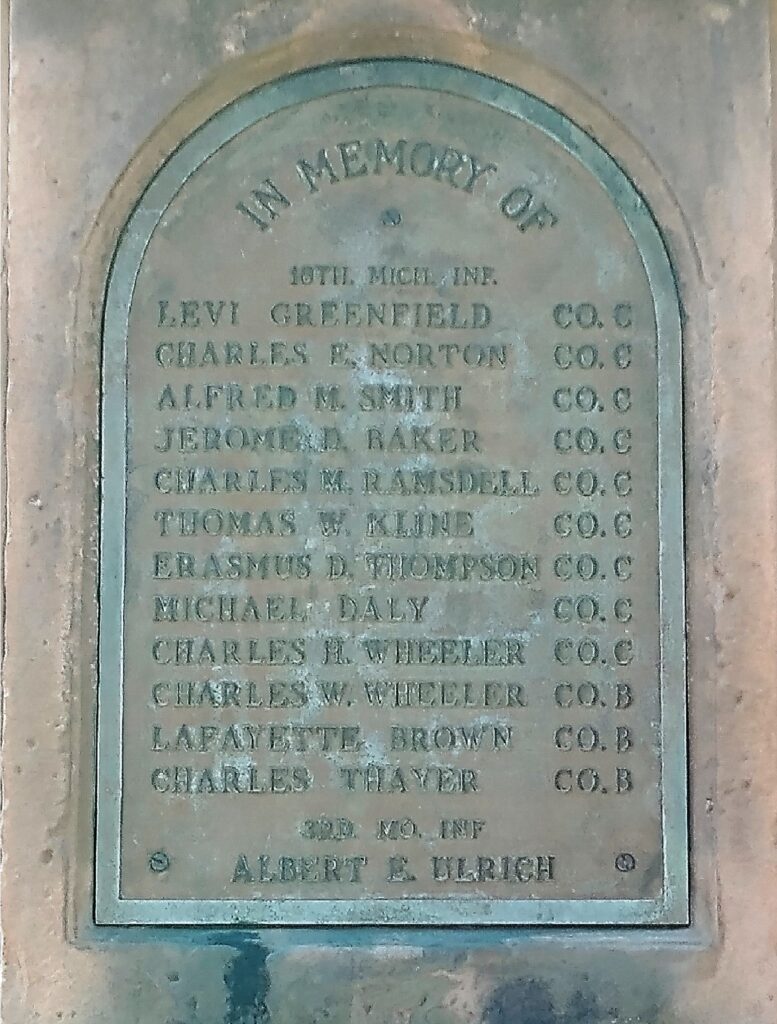 IN MEMORY OF
10TH. MICH. INF.
LEVI GREENFIELD CO. C
CHARLES E. NORTON CO. C
ALFRED M. SMITH CO. C
JEROME D. BAKER CO. C
CHARLES M. RAMSDELL CO. C
THOMAS W. KLINE CO. C
ERASMUS D. THOMPSON CO. C
MICHAEL DALY CO. C
CHARLES H. WHEELER CO. C
CHARLES W. WHEELER CO. B
LAFAYETTE BROWN CO. B
CHARLES THAYER CO. B
3RD. MO. INF
ALBERT E. ULRICH